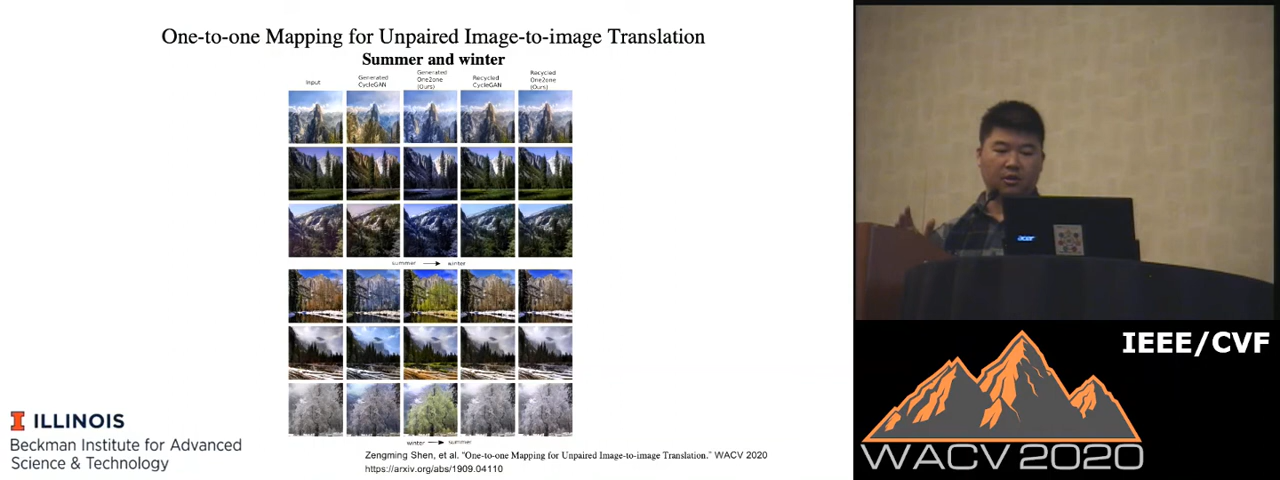 One-to-one Mapping for Unpaired Image-to-image Translation
Summer and winter
Input
Generated
CycleGAN
Generated
One2one
(Ours)
Recycled
CycleGAN
Recycled
One2one
(Ours)
summer
winter
winter
summer
ILLINOIS
Beckman Institute for Advanced
Science & Technology
Zengming Shen, et al. "One-to-one Mapping for Unpaired Image-to-image Translation." WACV 2020
https://arxiv.org/abs/1909.04110
acer
IEEE/CVF
WACV 2020